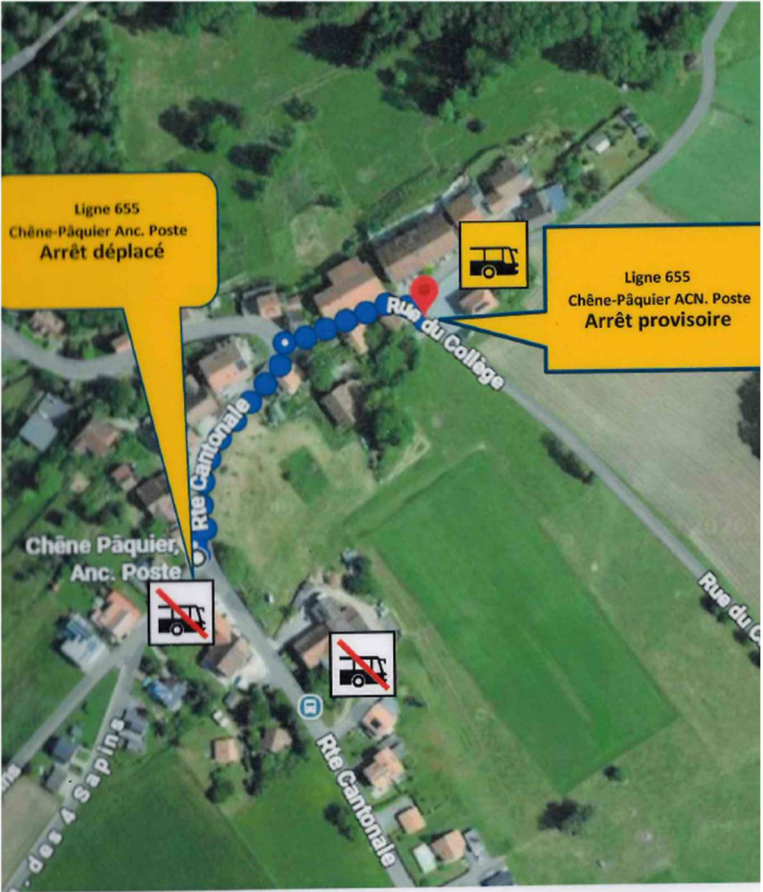 Ligne 655
Chêne-Pâquier Anc. Poste
Arrêt déplacé
Ligne 655
Chêne-Pâquier ACN. Poste
Arrêt provisoire
Rue du Collège
Rte Cantonale
Chêne Pâquier,
Anc. Poste
Rue du C
Rte Cantonale
des 4 Sapins